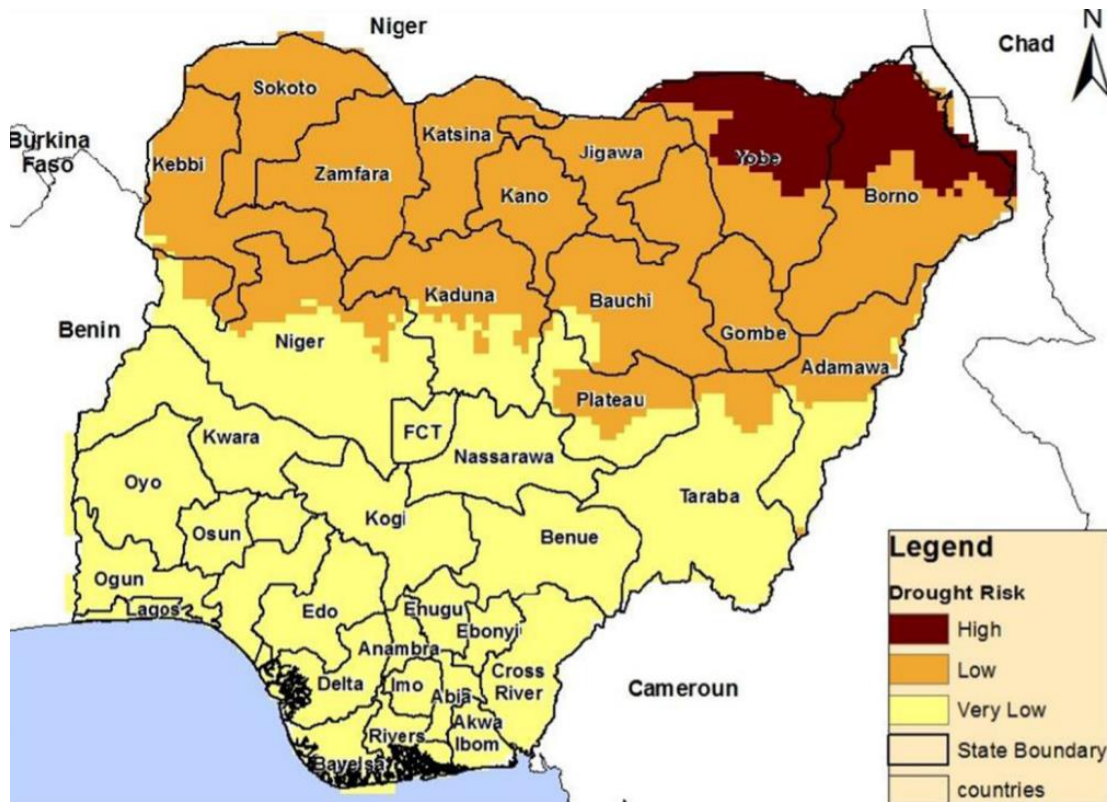 Niger
N
Chad
Sokoto
Burkina
Faso
Katsina
Kebbi
Zamfara
Jigawa
Yobe
Kano
Borno
Kaduna
Bauchi
Benin
Niger
Gombe
Adamawa
Plateau
FCT
Kwara
Nassarawa
Oyo
Taraba
Kogi
Osun
Benue
Ogun
Lagos
Edo
Ehugu
Ebonyi
Anambra
Cross
River
Delta
Imo
Abia
Cameroun
Akwa
Ibom
Rivers
Bayelsa
Legend
Drought Risk
High
Low
Very Low
State Boundary
countries